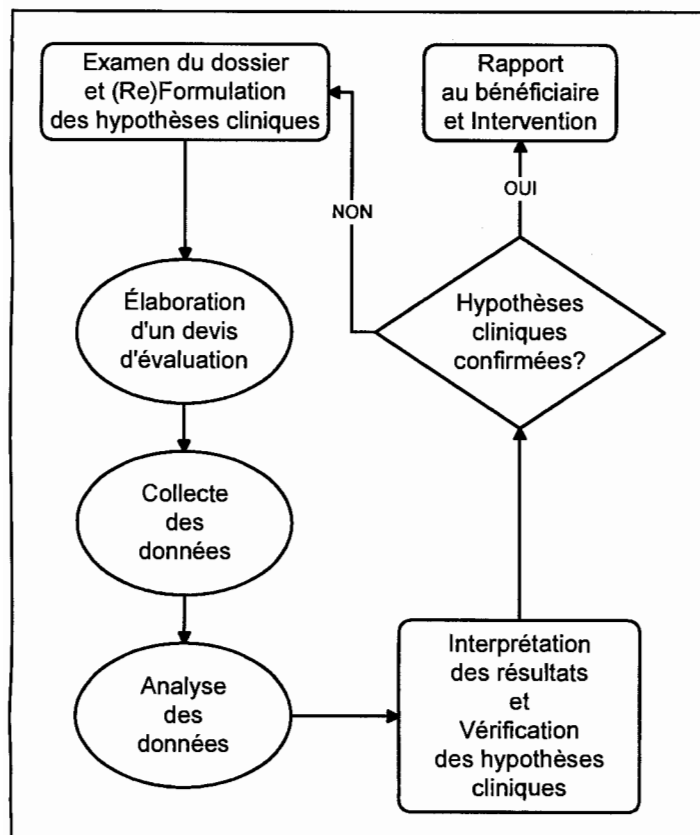 Examen du dossier
et (Re)Formulation
des hypothèses cliniques
Élaboration
d'un devis
d'évaluation
Collecte
des
données
Analyse
des
données
Interprétation
des résultats
et
Vérification
des hypothèses
cliniques
Hypothèses
cliniques
confirmées?
NON
OUI
Rapport
au bénéficiaire
et Intervention